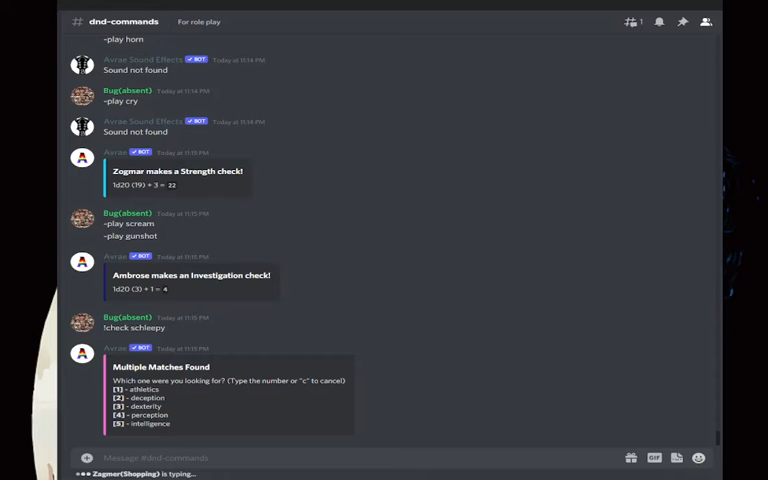 # dnd-commands For role play 1
~play horn
Avrae Sound Effects ✓BOT Today at 11:14 PM
Sound not found
Bug(absent) Today at 11:14 PM
~play cry
Avrae Sound Effects ✓BOT Today at 11:14 PM
Sound not found
Avrae ✓BOT Today at 11:15 PM
Zogmar makes a Strength check!
1d20 (19) + 3 = 22
Bug(absent) Today at 11:15 PM
~play scream
~play gunshot
Avrae ✓BOT Today at 11:15 PM
Ambrose makes an Investigation check!
1d20 (3) + 1 = 4
Bug(absent) Today at 11:15 PM
!check schleepy
Avrae ✓BOT Today at 11:15 PM
Multiple Matches Found
Which one were you looking for? (Type the number or "c" to cancel)
[1] - athletics
[2] - deception
[3] - dexterity
[4] - perception
[5] - intelligence
Message #dnd-commands GIF
Zagmer(Shopping) is typing...